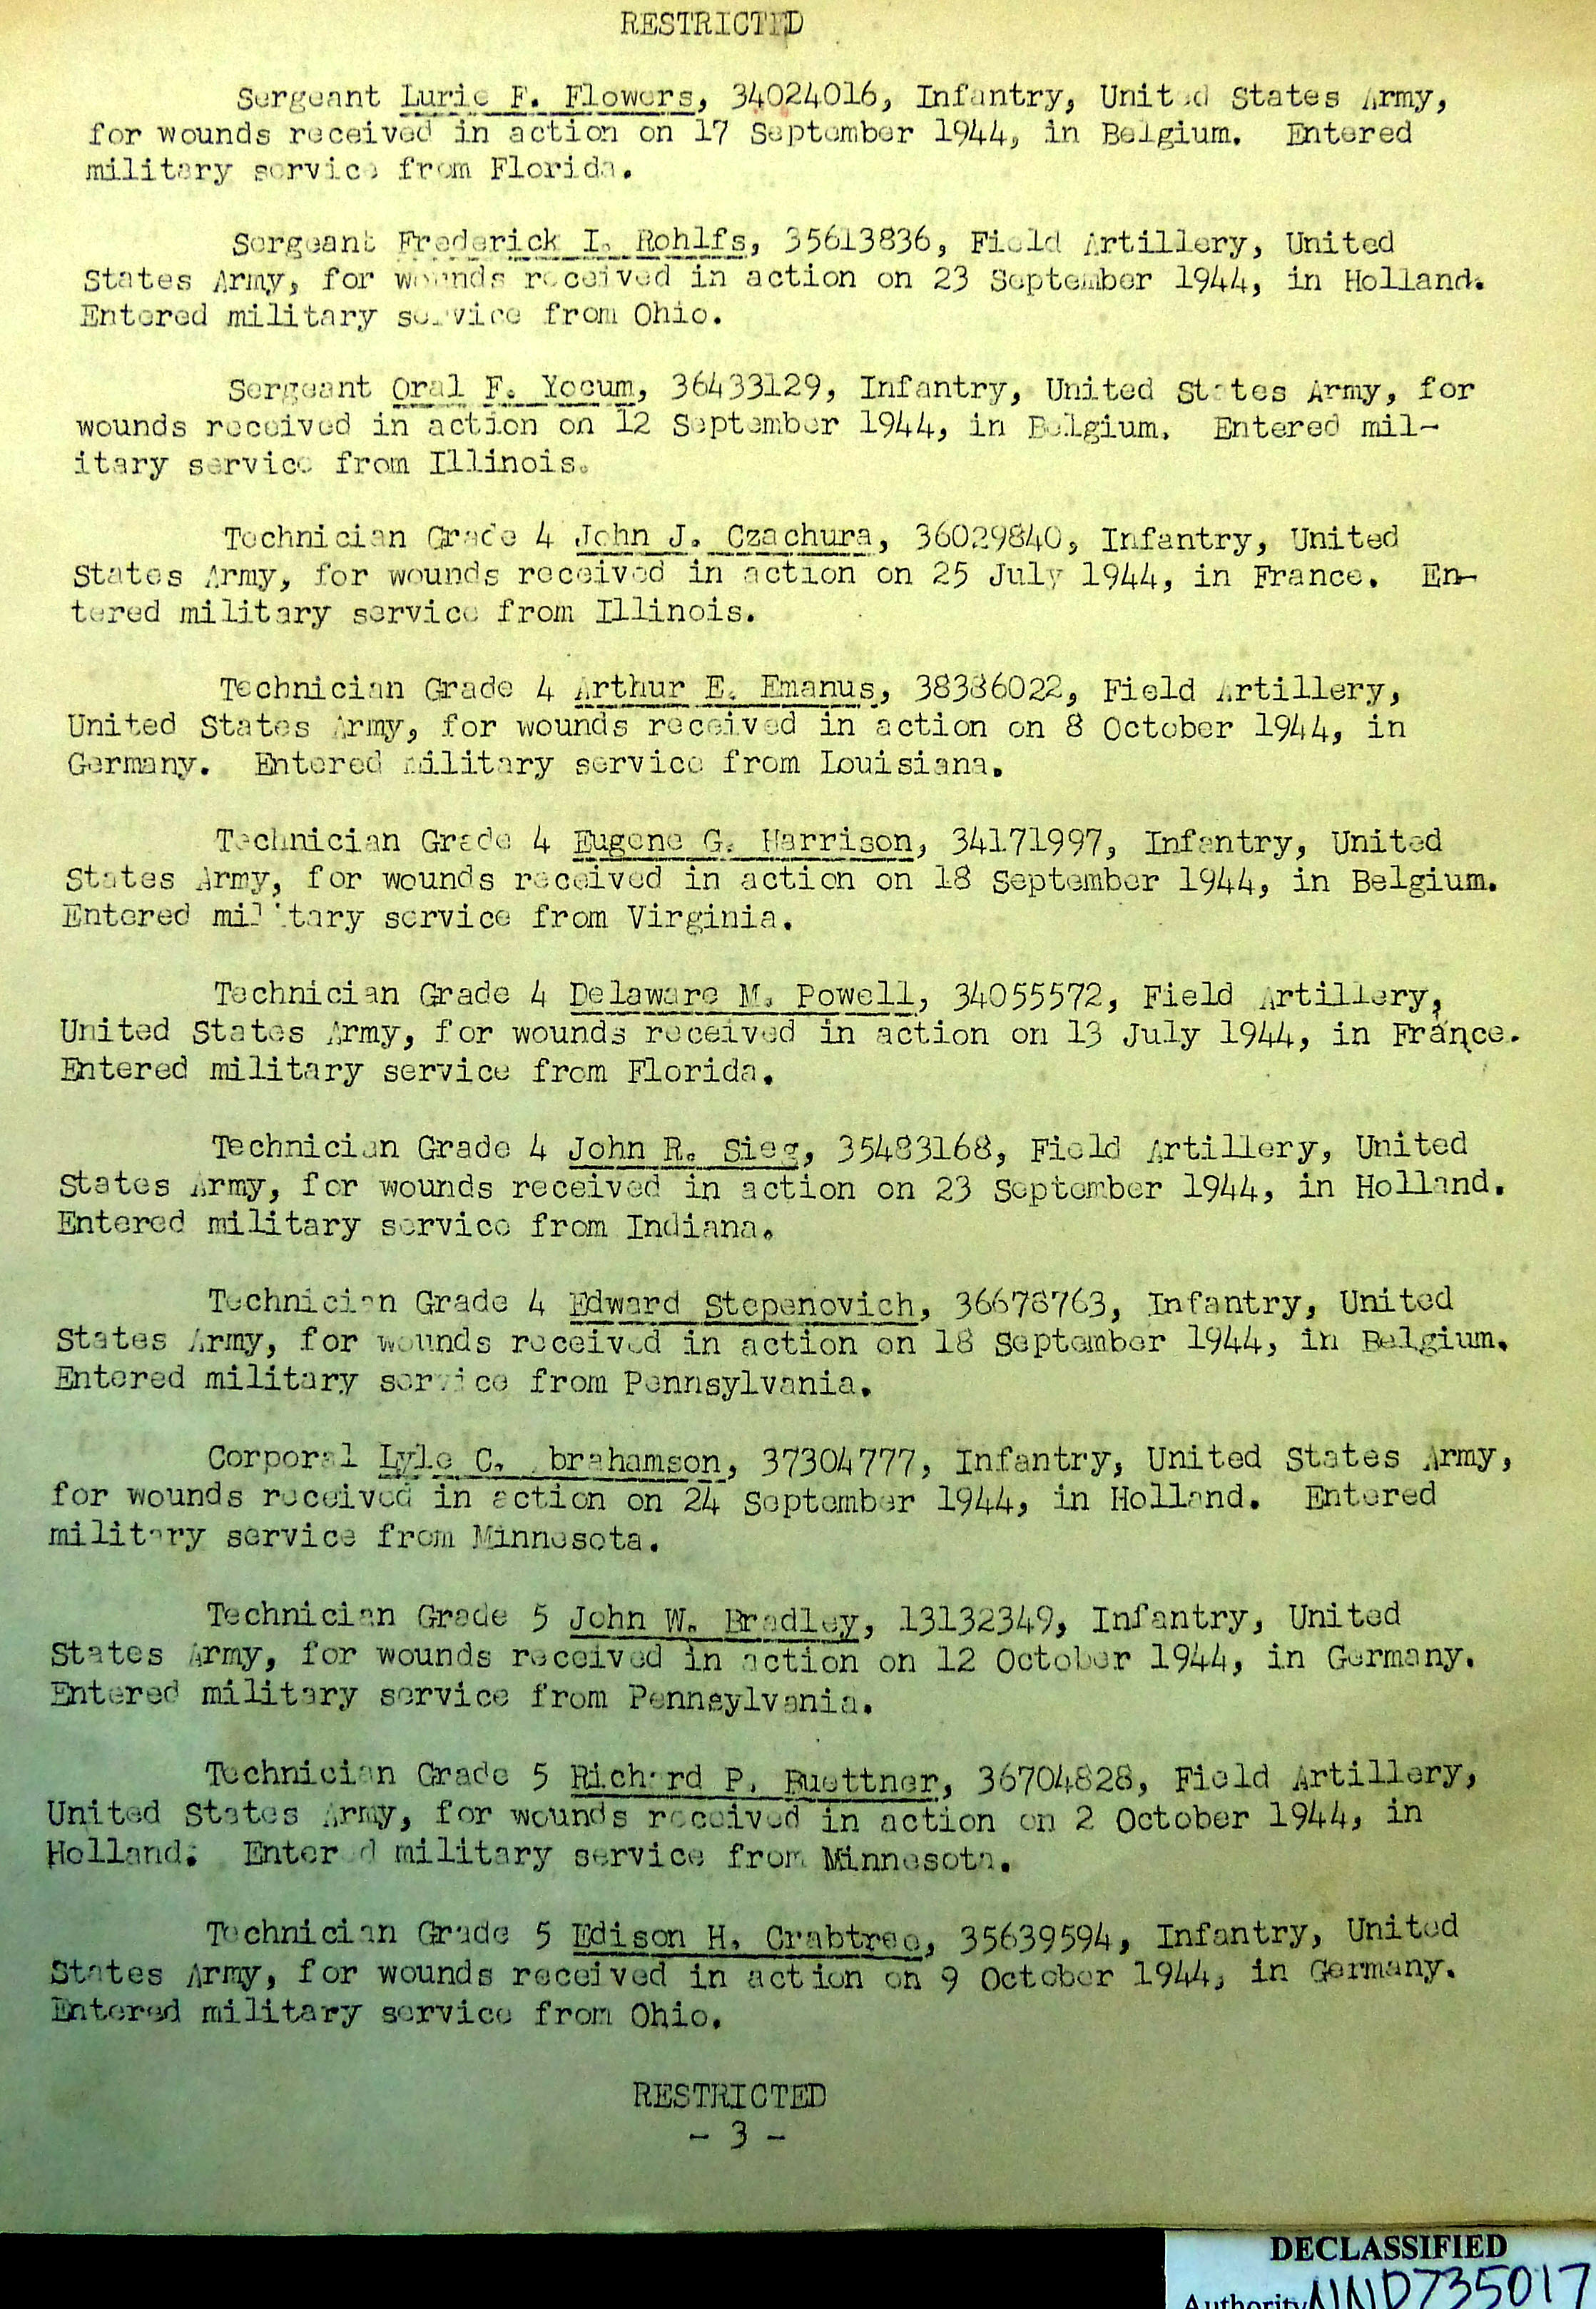 RESTRICTED
Sergeant Lurie F. Flowers, 34024016, Infantry, United States Army,
for wounds received in action on 17 September 1944, in Belgium. Entered
military service from Florida.
Sergeant Frederick I. Rohlfs, 35613836, Field Artillery, United
States Army, for wounds received in action on 23 September 1944, in Holland.
Entered military service from Ohio.
Sergeant Oral F. Yocum, 36433129, Infantry, United States Army, for
wounds received in action on 12 September 1944, in Belgium. Entered mil-
itary service from Illinois.
Technician Grade 4 John J. Czachura, 36029840, Infantry, United
States Army, for wounds received in action on 25 July 1944, in France. En-
tered military service from Illinois.
Technician Grade 4 Arthur E. Emanus, 38386022, Field Artillery,
United States Army, for wounds received in action on 8 October 1944, in
Germany. Entered military service from Louisiana.
Technician Grade 4 Eugene G. Harrison, 34171997, Infantry, United
States Army, for wounds received in action on 18 September 1944, in Belgium.
Entered military service from Virginia.
Technician Grade 4 Delaware M. Powell, 34055572, Field Artillery,
United States Army, for wounds received in action on 13 July 1944, in France.
Entered military service from Florida.
Technician Grade 4 John R. Sieg, 35483168, Field Artillery, United
States Army, for wounds received in action on 23 September 1944, in Holland.
Entered military service from Indiana.
Technician Grade 4 Edward Stepenovich, 36678763, Infantry, United
States Army, for wounds received in action on 18 September 1944, in Belgium.
Entered military service from Pennsylvania.
Corporal Lyle C. Abrahamson, 37304777, Infantry, United States Army,
for wounds received in action on 24 September 1944, in Holland. Entered
military service from Minnesota.
Technician Grade 5 John W. Bradley, 13132349, Infantry, United
States Army, for wounds received in action on 12 October 1944, in Germany.
Entered military service from Pennsylvania.
Technician Grade 5 Richard P. Buettner, 36704828, Field Artillery,
United States Army, for wounds received in action on 2 October 1944, in
Holland. Entered military service from Minnesota.
Technician Grade 5 Edison H. Crabtree, 35639594, Infantry, United
States Army, for wounds received in action on 9 October 1944, in Germany.
Entered military service from Ohio.
RESTRICTED
- 3 -
DECLASSIFIED
Authority NND735017